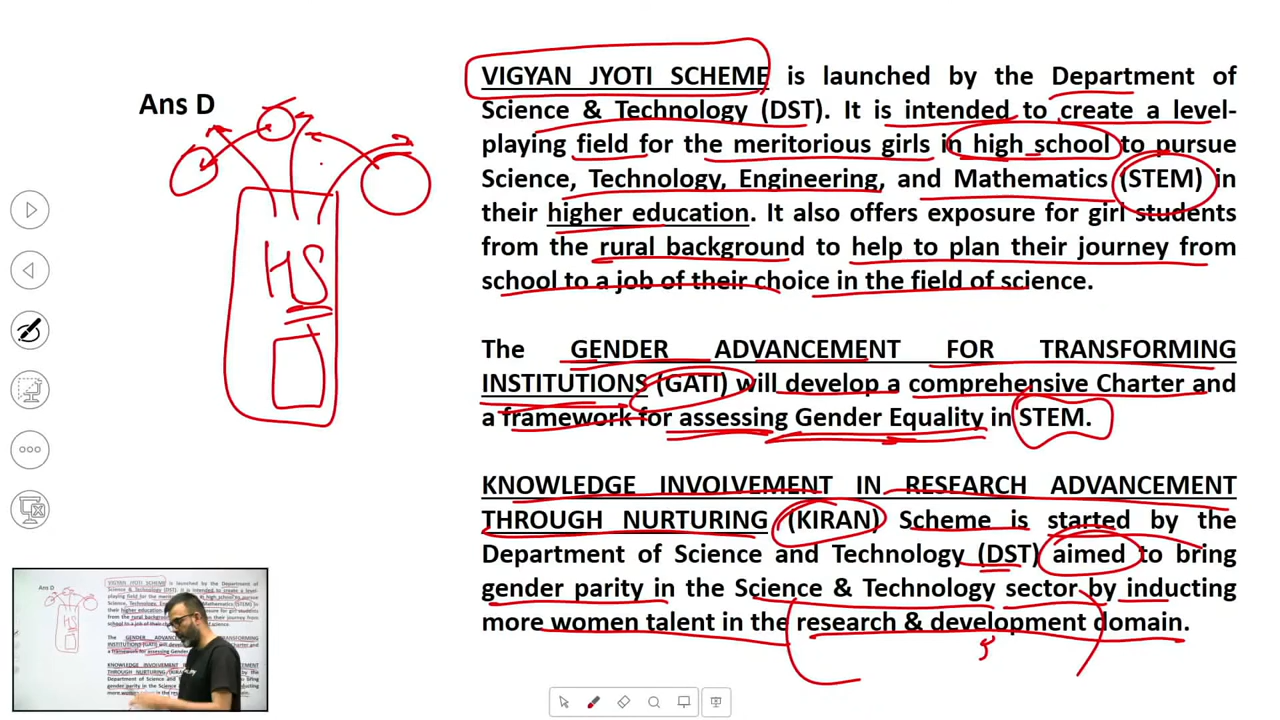 Ans D
VIGYAN JYOTI SCHEME is launched by the Department of
Science & Technology (DST). It is intended to create a level-
playing field for the meritorious girls in high school to pursue
Science, Technology, Engineering, and Mathematics (STEM) in
their higher education. It also offers exposure for girl students
from the rural background to help to plan their journey from
school to a job of their choice in the field of science.
The GENDER ADVANCEMENT FOR TRANSFORMING
INSTITUTIONS (GATI) will develop a comprehensive Charter and
a framework for assessing Gender Equality in STEM.
KNOWLEDGE INVOLVEMENT IN RESEARCH ADVANCEMENT
THROUGH NURTURING (KIRAN) Scheme is started by the
Department of Science and Technology (DST) aimed to bring
gender parity in the Science & Technology sector by inducting
more women talent in the research & development domain.
HS